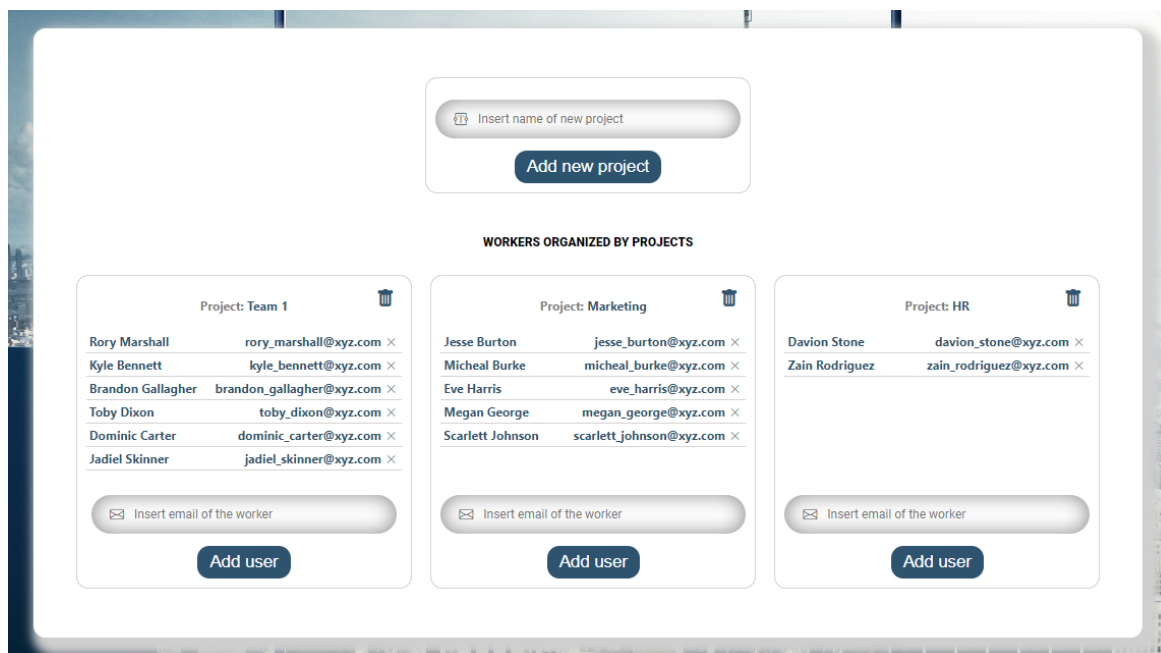 Insert name of new project
Add new project
WORKERS ORGANIZED BY PROJECTS
Project: Team 1
Rory Marshall rory_marshall@xyz.com
Kyle Bennett kyle_bennett@xyz.com
Brandon Gallagher brandon_gallagher@xyz.com
Toby Dixon toby_dixon@xyz.com
Dominic Carter dominic_carter@xyz.com
Jadiel Skinner jadiel_skinner@xyz.com
Insert email of the worker
Add user
Project: Marketing
Jesse Burton jesse_burton@xyz.com
Micheal Burke micheal_burke@xyz.com
Eve Harris eve_harris@xyz.com
Megan George megan_george@xyz.com
Scarlett Johnson scarlett_johnson@xyz.com
Insert email of the worker
Add user
Project: HR
Davion Stone davion_stone@xyz.com
Zain Rodriguez zain_rodriguez@xyz.com
Insert email of the worker
Add user